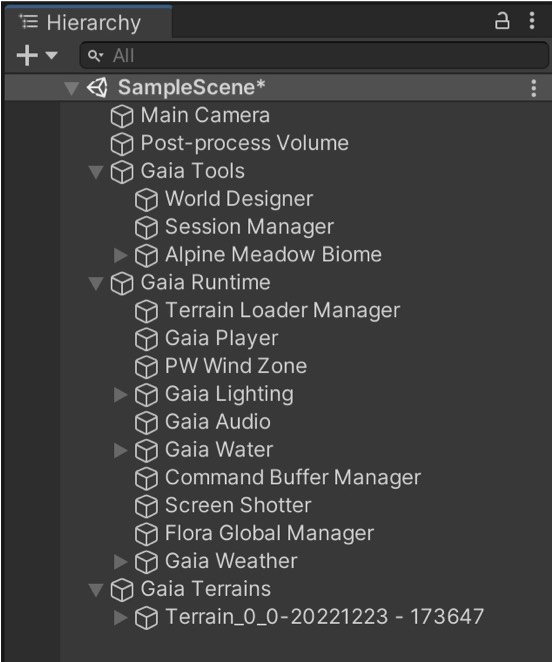 Hierarchy
All
SampleScene*
Main Camera
Post-process Volume
Gaia Tools
World Designer
Session Manager
Alpine Meadow Biome
Gaia Runtime
Terrain Loader Manager
Gaia Player
PW Wind Zone
Gaia Lighting
Gaia Audio
Gaia Water
Command Buffer Manager
Screen Shotter
Flora Global Manager
Gaia Weather
Gaia Terrains
Terrain_0_0-20221223 - 173647